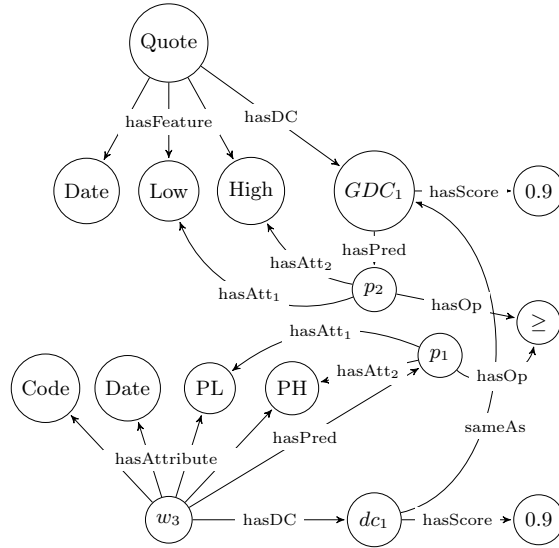 Quote
hasFeature
hasDC
Date
Low
High
GDC₁
hasScore
0.9
hasPred
hasAtt₂
hasAtt₁
p₂
hasOp
≥
hasAtt₁
p₁
Code
Date
PL
PH
hasAtt₂
hasOp
hasPred
sameAs
hasAttribute
w₃
hasDC
dc₁
hasScore
0.9